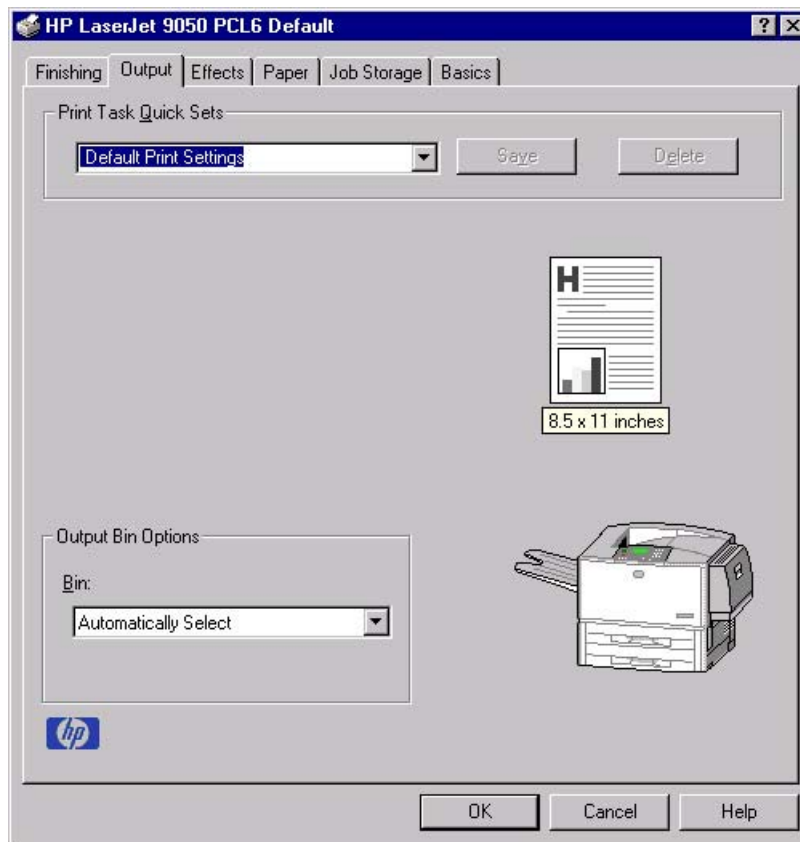 HP LaserJet 9050 PCL6 Default
Finishing Output Effects Paper Job Storage Basics
Print Task Quick Sets
Default Print Settings Save Delete
H
8.5 x 11 inches
Output Bin Options
Bin:
Automatically Select
hp
OK Cancel Help